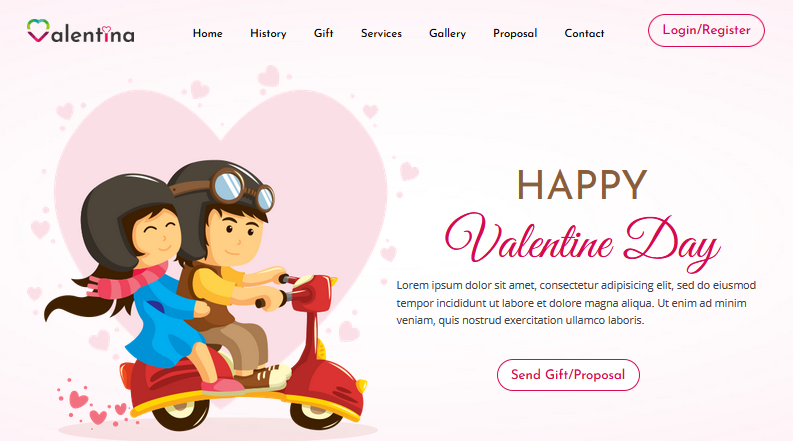 Valentina
Home History Gift Services Gallery Proposal Contact
Login/Register
HAPPY
Valentine Day
Lorem ipsum dolor sit amet, consectetur adipisicing elit, sed do eiusmod
tempor incididunt ut labore et dolore magna aliqua. Ut enim ad minim
veniam, quis nostrud exercitation ullamco laboris.
Send Gift/Proposal